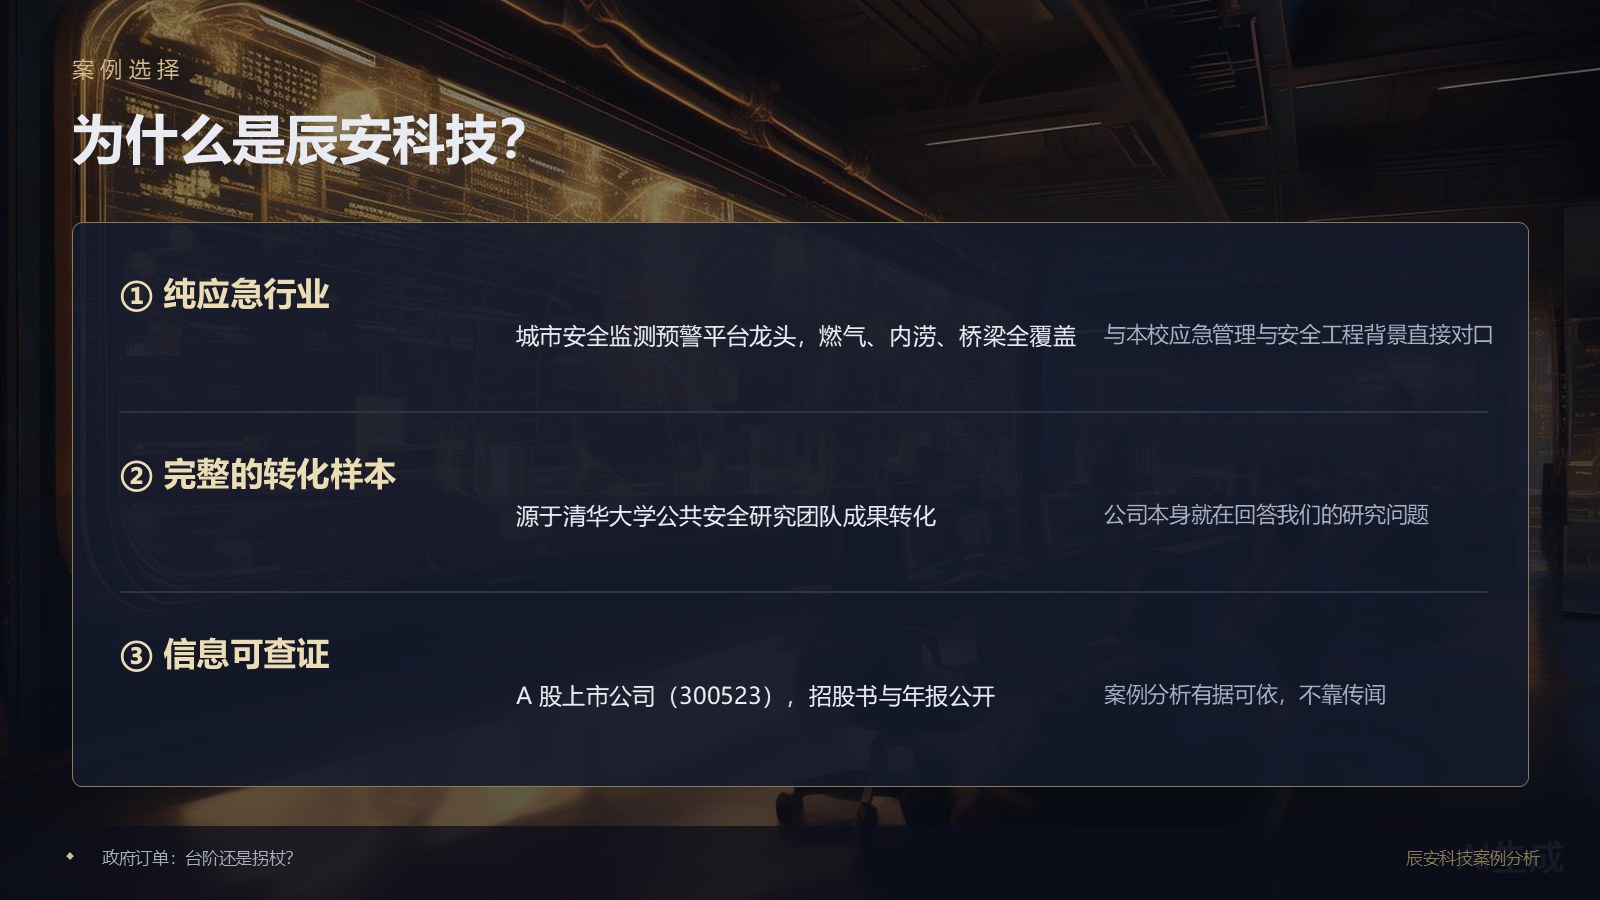 案例选择
为什么是辰安科技？
① 纯应急行业
城市安全监测预警平台龙头，燃气、内涝、桥梁全覆盖
与本校应急管理与安全工程背景直接对口
② 完整的转化样本
源于清华大学公共安全研究团队成果转化
公司本身就在回答我们的研究问题
③ 信息可查证
A 股上市公司（300523），招股书与年报公开
案例分析有据可依，不靠传闻
政府订单：台阶还是拐杖？
辰安科技案例分析
AI生成